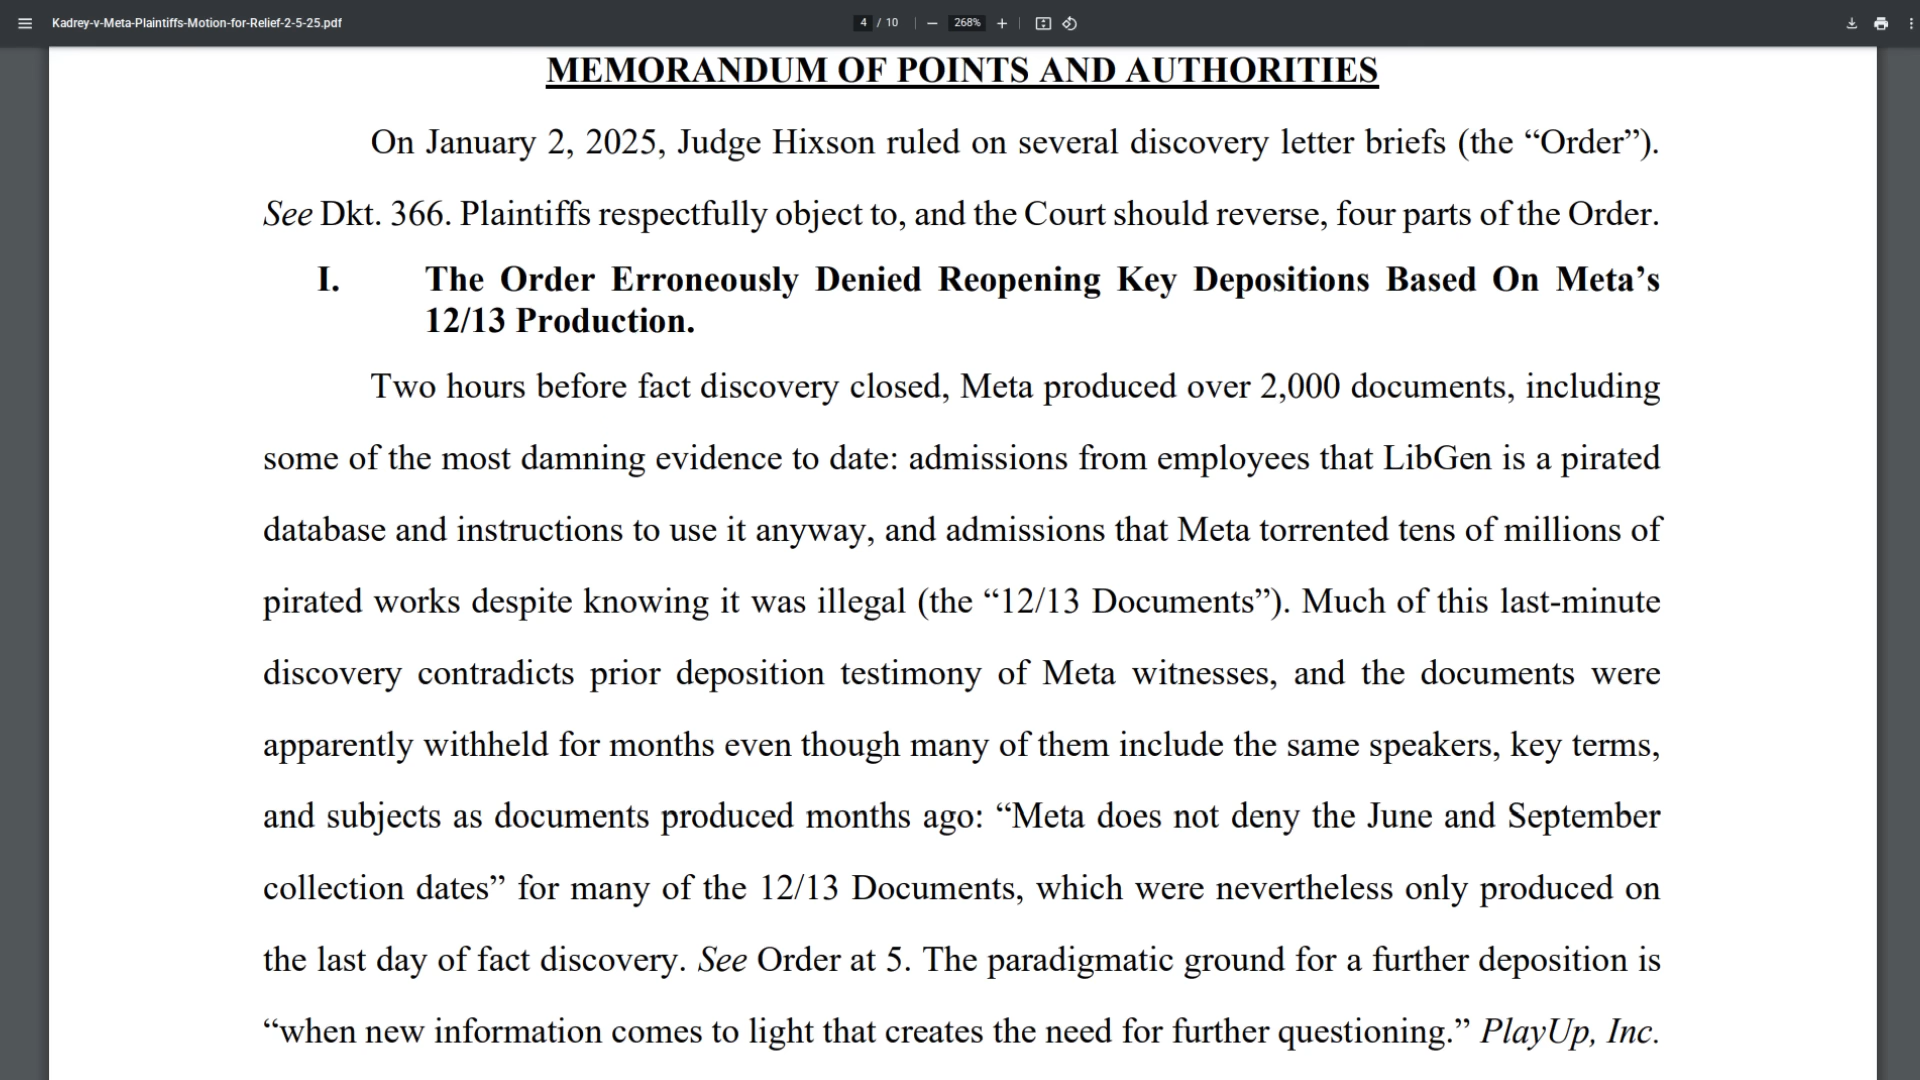 Kadrey-v-Meta-Plaintiffs-Motion-for-Relief-2-5-25.pdf
4 / 10
268%
MEMORANDUM OF POINTS AND AUTHORITIES
On January 2, 2025, Judge Hixson ruled on several discovery letter briefs (the “Order”).
See Dkt. 366. Plaintiffs respectfully object to, and the Court should reverse, four parts of the Order.
I. The Order Erroneously Denied Reopening Key Depositions Based On Meta’s
12/13 Production.
Two hours before fact discovery closed, Meta produced over 2,000 documents, including
some of the most damning evidence to date: admissions from employees that LibGen is a pirated
database and instructions to use it anyway, and admissions that Meta torrented tens of millions of
pirated works despite knowing it was illegal (the “12/13 Documents”). Much of this last-minute
discovery contradicts prior deposition testimony of Meta witnesses, and the documents were
apparently withheld for months even though many of them include the same speakers, key terms,
and subjects as documents produced months ago: “Meta does not deny the June and September
collection dates” for many of the 12/13 Documents, which were nevertheless only produced on
the last day of fact discovery. See Order at 5. The paradigmatic ground for a further deposition is
“when new information comes to light that creates the need for further questioning.” PlayUp, Inc.